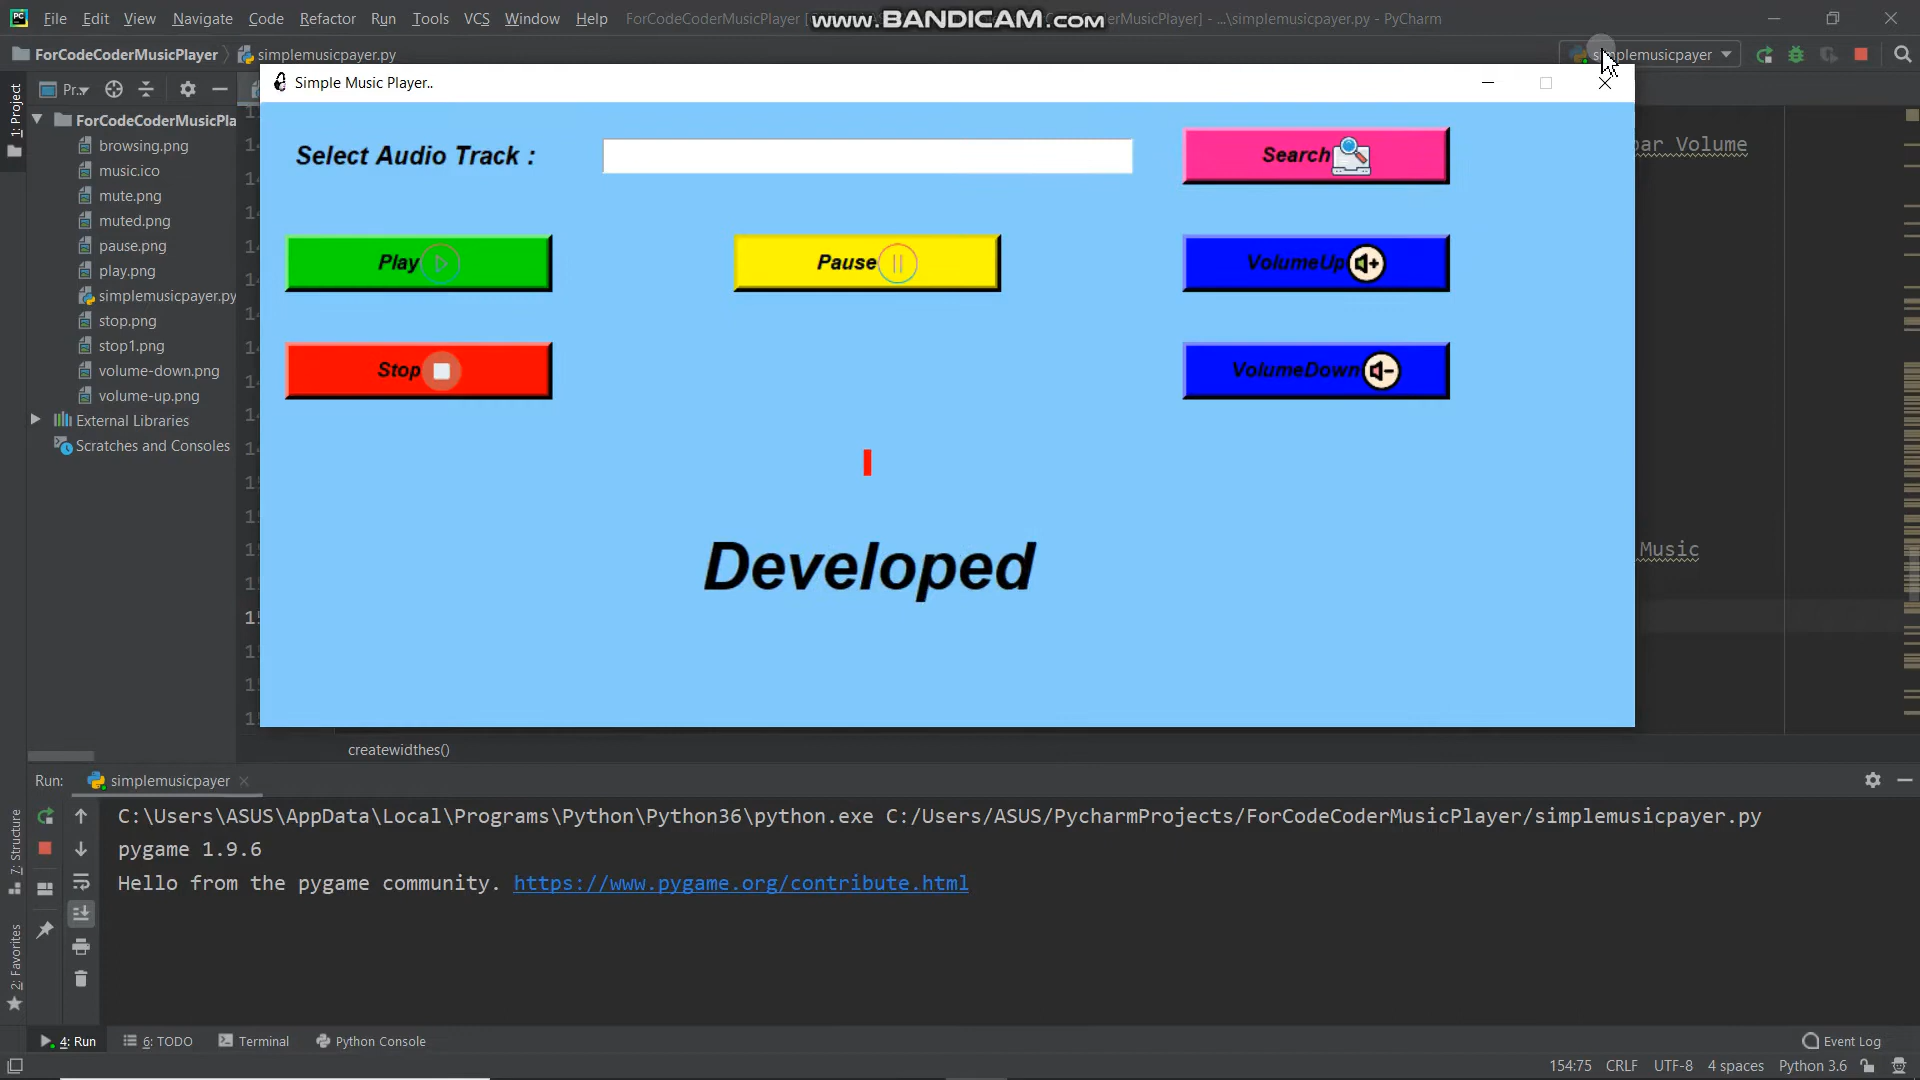 File Edit View Navigate Code Refactor Run Tools VCS Window Help ForCodeCoderMusicPlayer [ MusicPlayer] - ...\simplemusicpayer.py - PyCharm
www.BANDICAM.com
ForCodeCoderMusicPlayer simplemusicpayer.py
plemusicpayer
Simple Music Player..
1: Project
Pr..
ForCodeCoderMusicPla
browsing.png
music.ico
mute.png
muted.png
pause.png
play.png
simplemusicpayer.py
stop.png
stop1.png
volume-down.png
volume-up.png
External Libraries
Scratches and Consoles
Select Audio Track :
Search
Play
Pause
VolumeUp
Stop
VolumeDown
Developed
bar Volume
Music
createwidthes()
Run: simplemusicpayer
C:\Users\ASUS\AppData\Local\Programs\Python\Python36\python.exe C:/Users/ASUS/PycharmProjects/ForCodeCoderMusicPlayer/simplemusicpayer.py
pygame 1.9.6
Hello from the pygame community. https://www.pygame.org/contribute.html
7: Structure
2: Favorites
4: Run 6: TODO Terminal Python Console Event Log
154:75 CRLF UTF-8 4 spaces Python 3.6